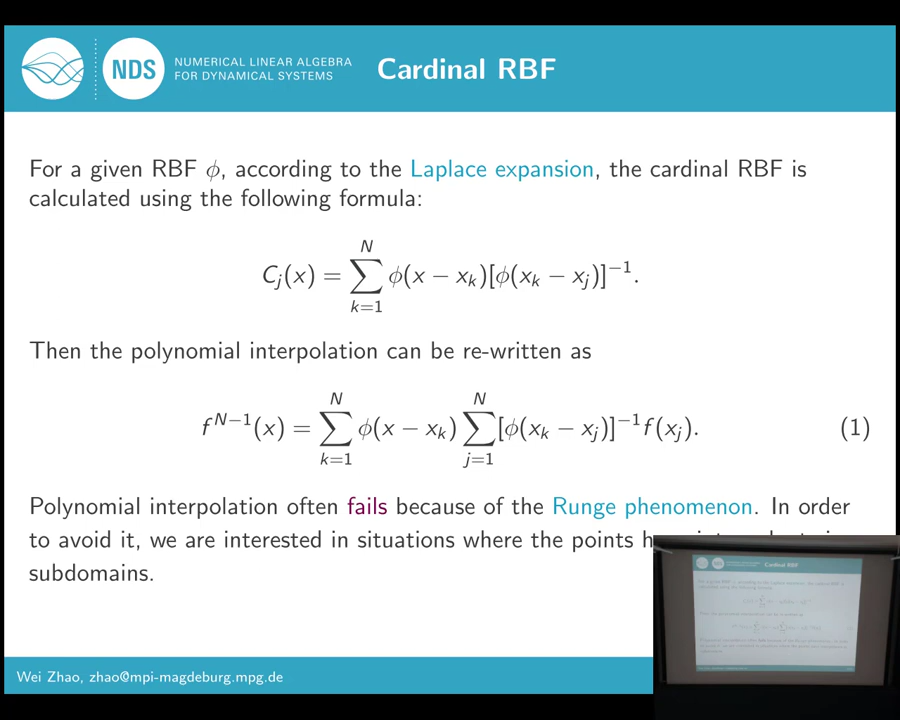 NDS
NUMERICAL LINEAR ALGEBRA
FOR DYNAMICAL SYSTEMS
Cardinal RBF
For a given RBF ϕ, according to the Laplace expansion, the cardinal RBF is
calculated using the following formula:
C_j(x) = ∑_{k=1}^{N} ϕ(x − x_k)[ϕ(x_k − x_j)]^{−1}.
Then the polynomial interpolation can be re-written as
f^{N−1}(x) = ∑_{k=1}^{N} ϕ(x − x_k) ∑_{j=1}^{N} [ϕ(x_k − x_j)]^{−1} f(x_j). (1)
Polynomial interpolation often fails because of the Runge phenomenon. In order
to avoid it, we are interested in situations where the points
subdomains.
Wei Zhao, zhao@mpi-magdeburg.mpg.de
Cardinal RBF